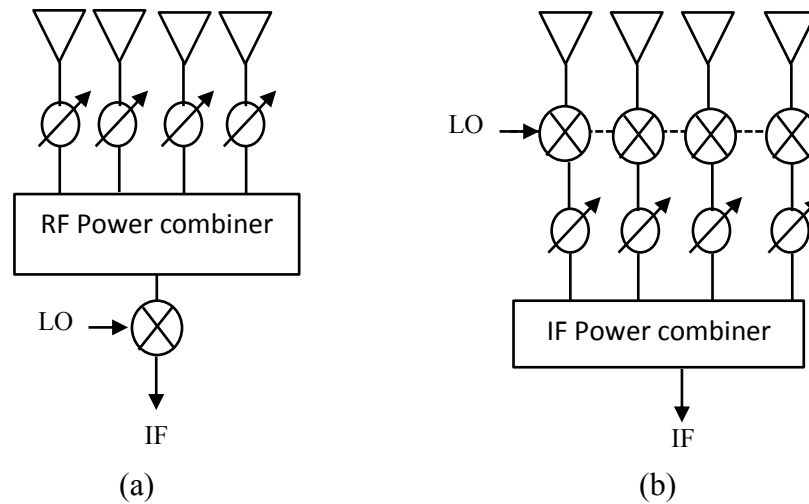 RF Power combiner
LO
IF
(a)
LO
IF Power combiner
IF
(b)